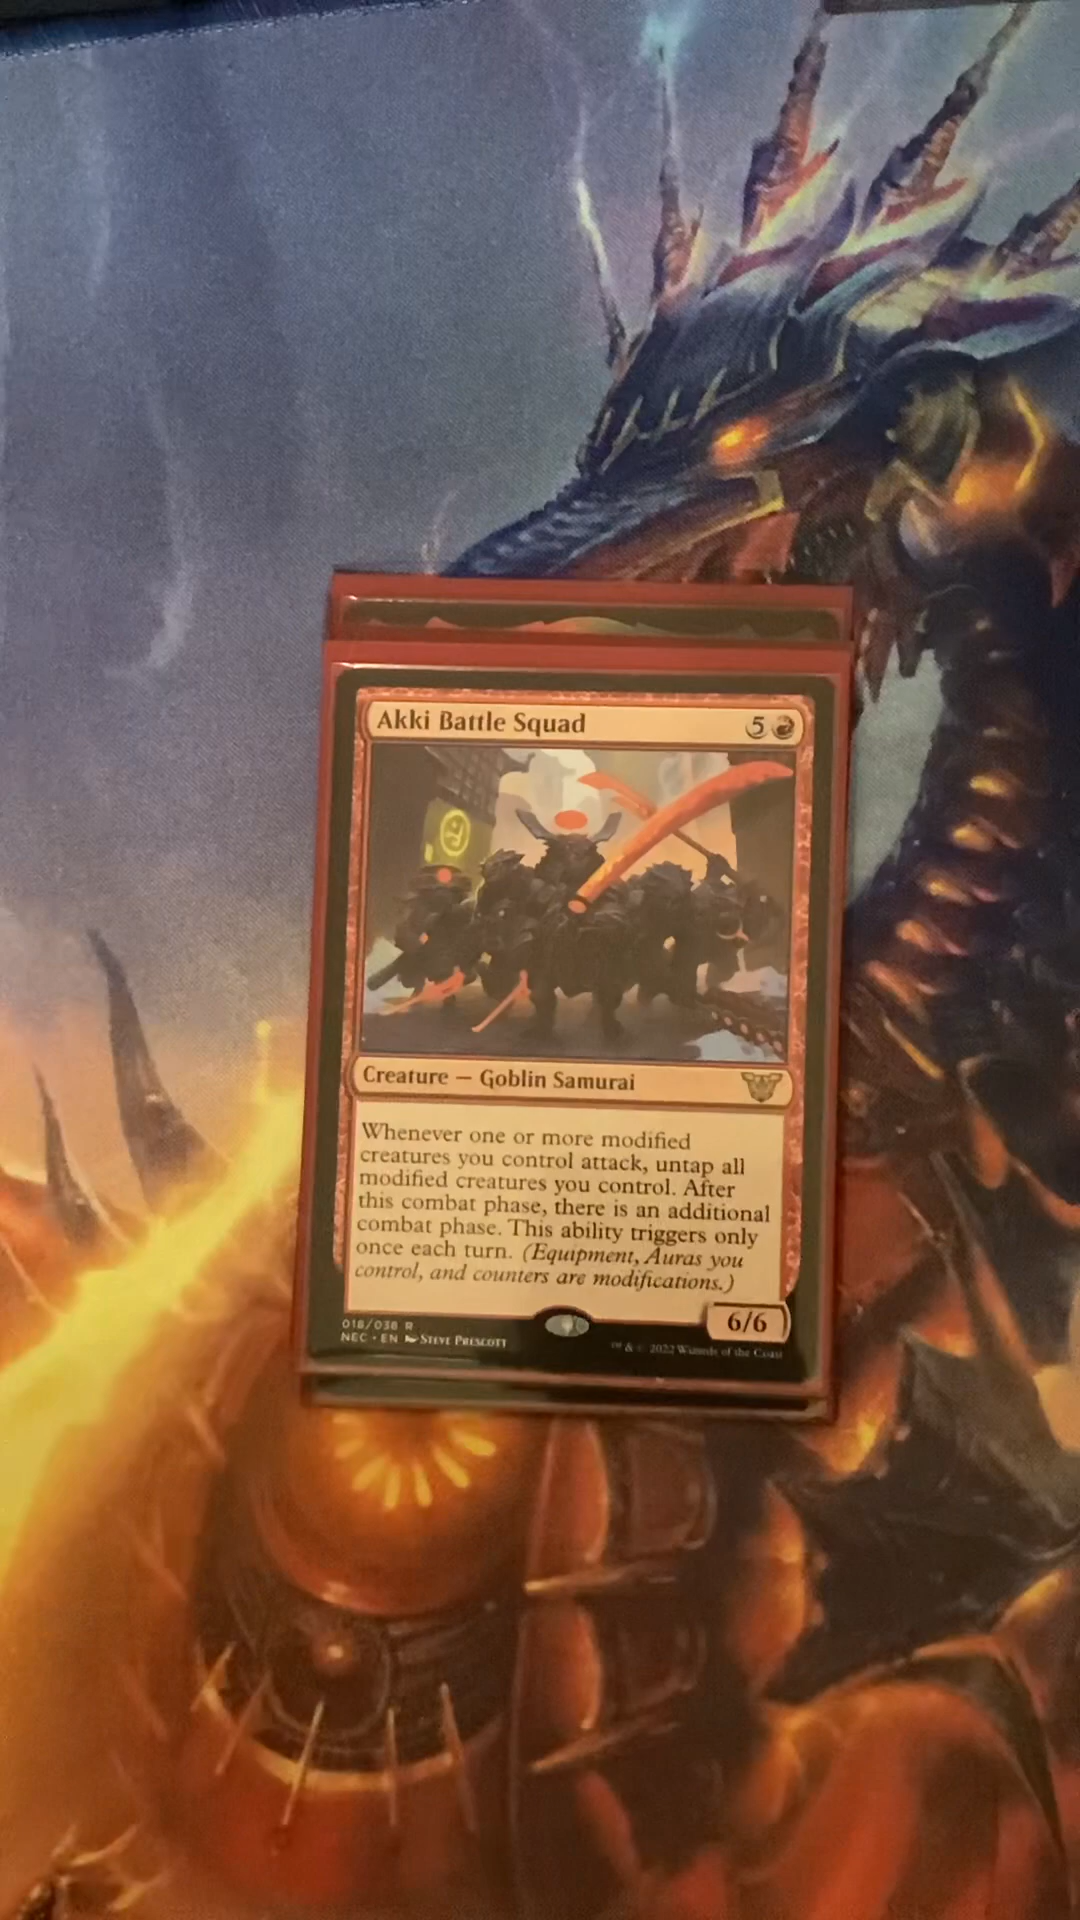 Akki Battle Squad 5
Creature — Goblin Samurai
Whenever one or more modified
creatures you control attack, untap all
modified creatures you control. After
this combat phase, there is an additional
combat phase. This ability triggers only
once each turn. (Equipment, Auras you
control, and counters are modifications.)
6/6
018/038 R
NEC • EN STEVE PRESCOTT
™ & © 2022 Wizards of the Coast